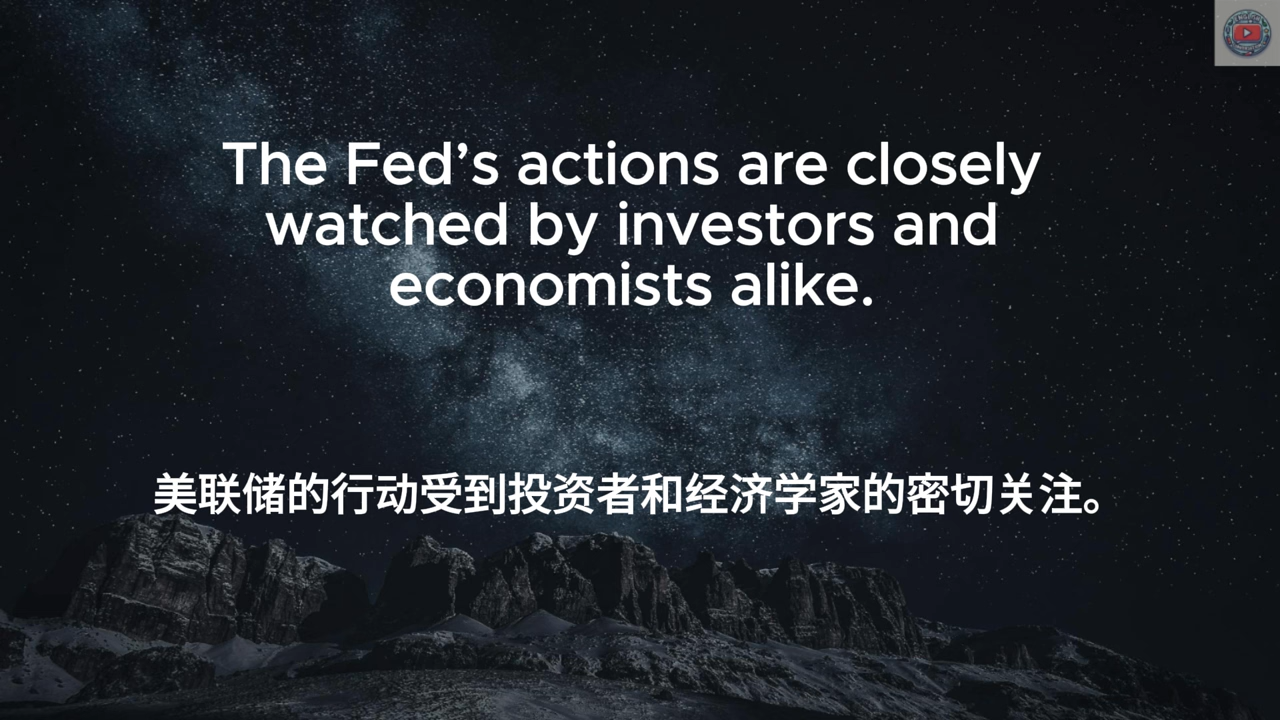 The Fed’s actions are closely
watched by investors and
economists alike.
美联储的行动受到投资者和经济学家的密切关注。